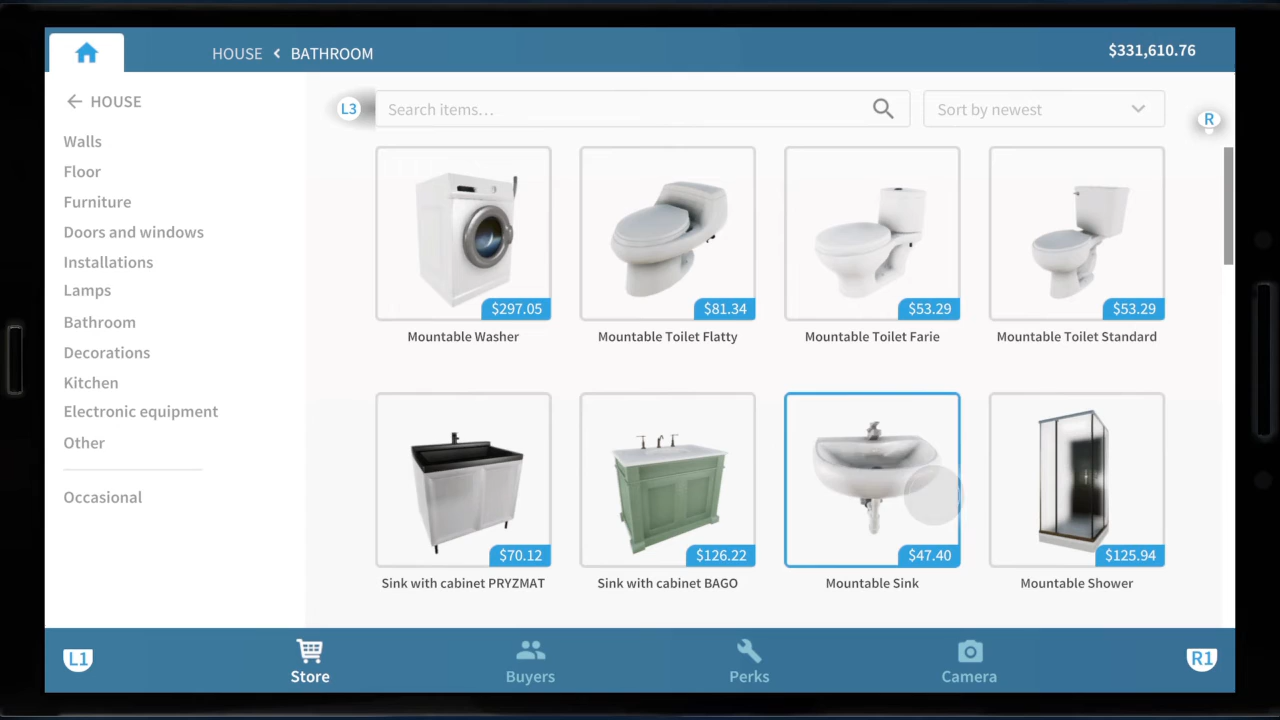 HOUSE < BATHROOM
$331,610.76
HOUSE
Walls
Floor
Furniture
Doors and windows
Installations
Lamps
Bathroom
Decorations
Kitchen
Electronic equipment
Other
Occasional
L3
Search items...
Sort by newest
R
$297.05
$81.34
$53.29
$53.29
Mountable Washer
Mountable Toilet Flatty
Mountable Toilet Farie
Mountable Toilet Standard
$70.12
$126.22
$47.40
$125.94
Sink with cabinet PRYZMAT
Sink with cabinet BAGO
Mountable Sink
Mountable Shower
L1
Store
Buyers
Perks
Camera
R1